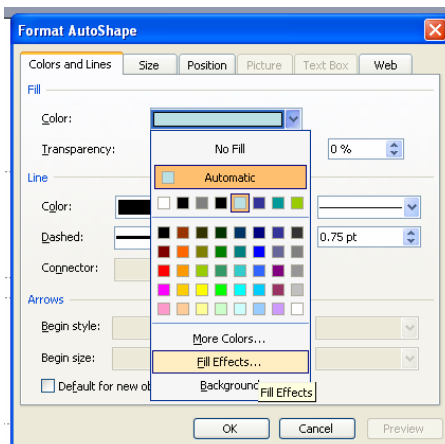 Format AutoShape
Colors and Lines Size Position Picture Text Box Web
Fill
Color:
Transparency: 0 %
No Fill
Automatic
Line
Color:
Dashed: 0.75 pt
Connector:
Arrows
Begin style:
More Colors...
Begin size:
Fill Effects...
Default for new ob
Background
Fill Effects
OK Cancel Preview